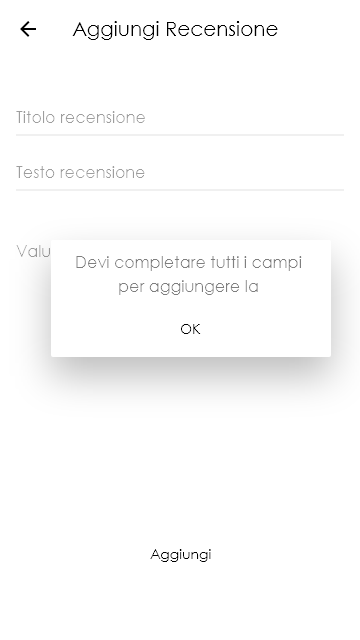 Aggiungi Recensione
Titolo recensione
Testo recensione
Valu
Devi completare tutti i campi
per aggiungere la
OK
Aggiungi